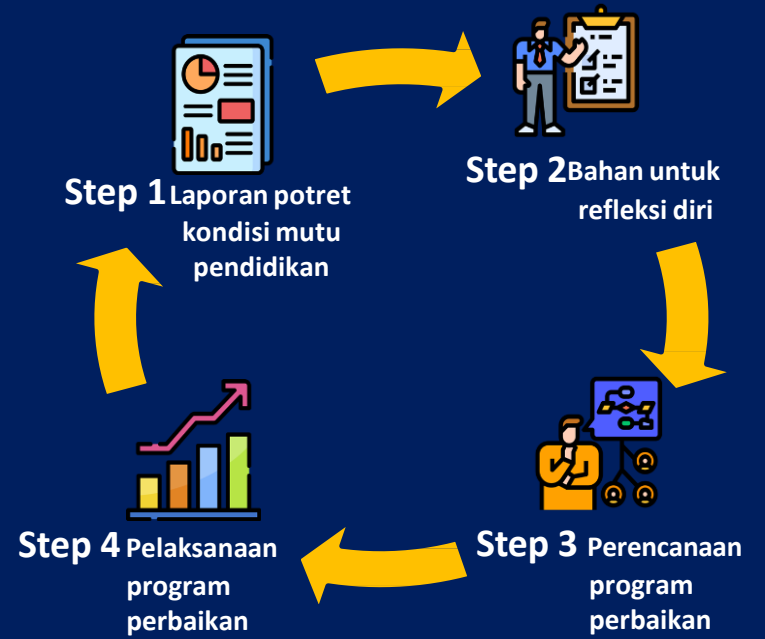 Step 1 Laporan potret
kondisi mutu
pendidikan
Step 2 Bahan untuk
refleksi diri
Step 3 Perencanaan
program
perbaikan
Step 4 Pelaksanaan
program
perbaikan